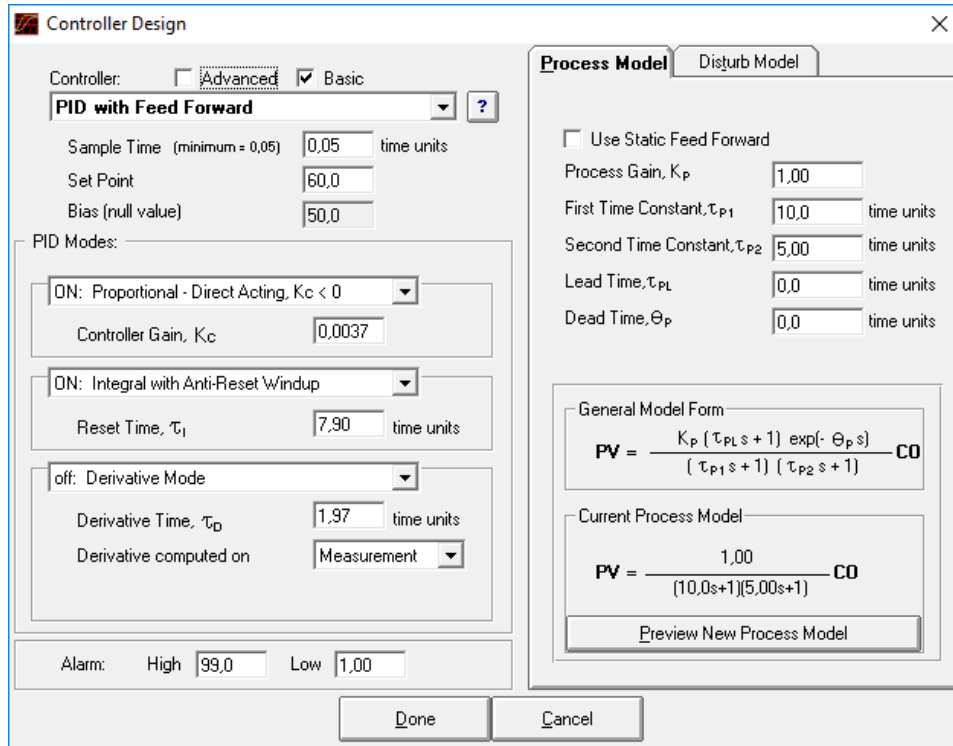 Controller Design
Controller: Advanced Basic
PID with Feed Forward ?
Sample Time (minimum = 0,05) 0,05 time units
Set Point 60,0
Bias (null value) 50,0
PID Modes:
ON: Proportional - Direct Acting, Kc < 0
Controller Gain, KC 0,0037
ON: Integral with Anti-Reset Windup
Reset Time, τI 7,90 time units
off: Derivative Mode
Derivative Time, τD 1,97 time units
Derivative computed on Measurement
Alarm: High 99,0 Low 1,00
Process Model Disturb Model
Use Static Feed Forward
Process Gain, KP 1,00
First Time Constant,τP1 10,0 time units
Second Time Constant,τP2 5,00 time units
Lead Time,τPL 0,0 time units
Dead Time,ΘP 0,0 time units
General Model Form
PV = KP (τPL s + 1) exp(- ΘP s) / (τP1 s + 1) (τP2 s + 1) CO
Current Process Model
PV = 1,00 / (10,0s+1)(5,00s+1) CO
Preview New Process Model
Done Cancel